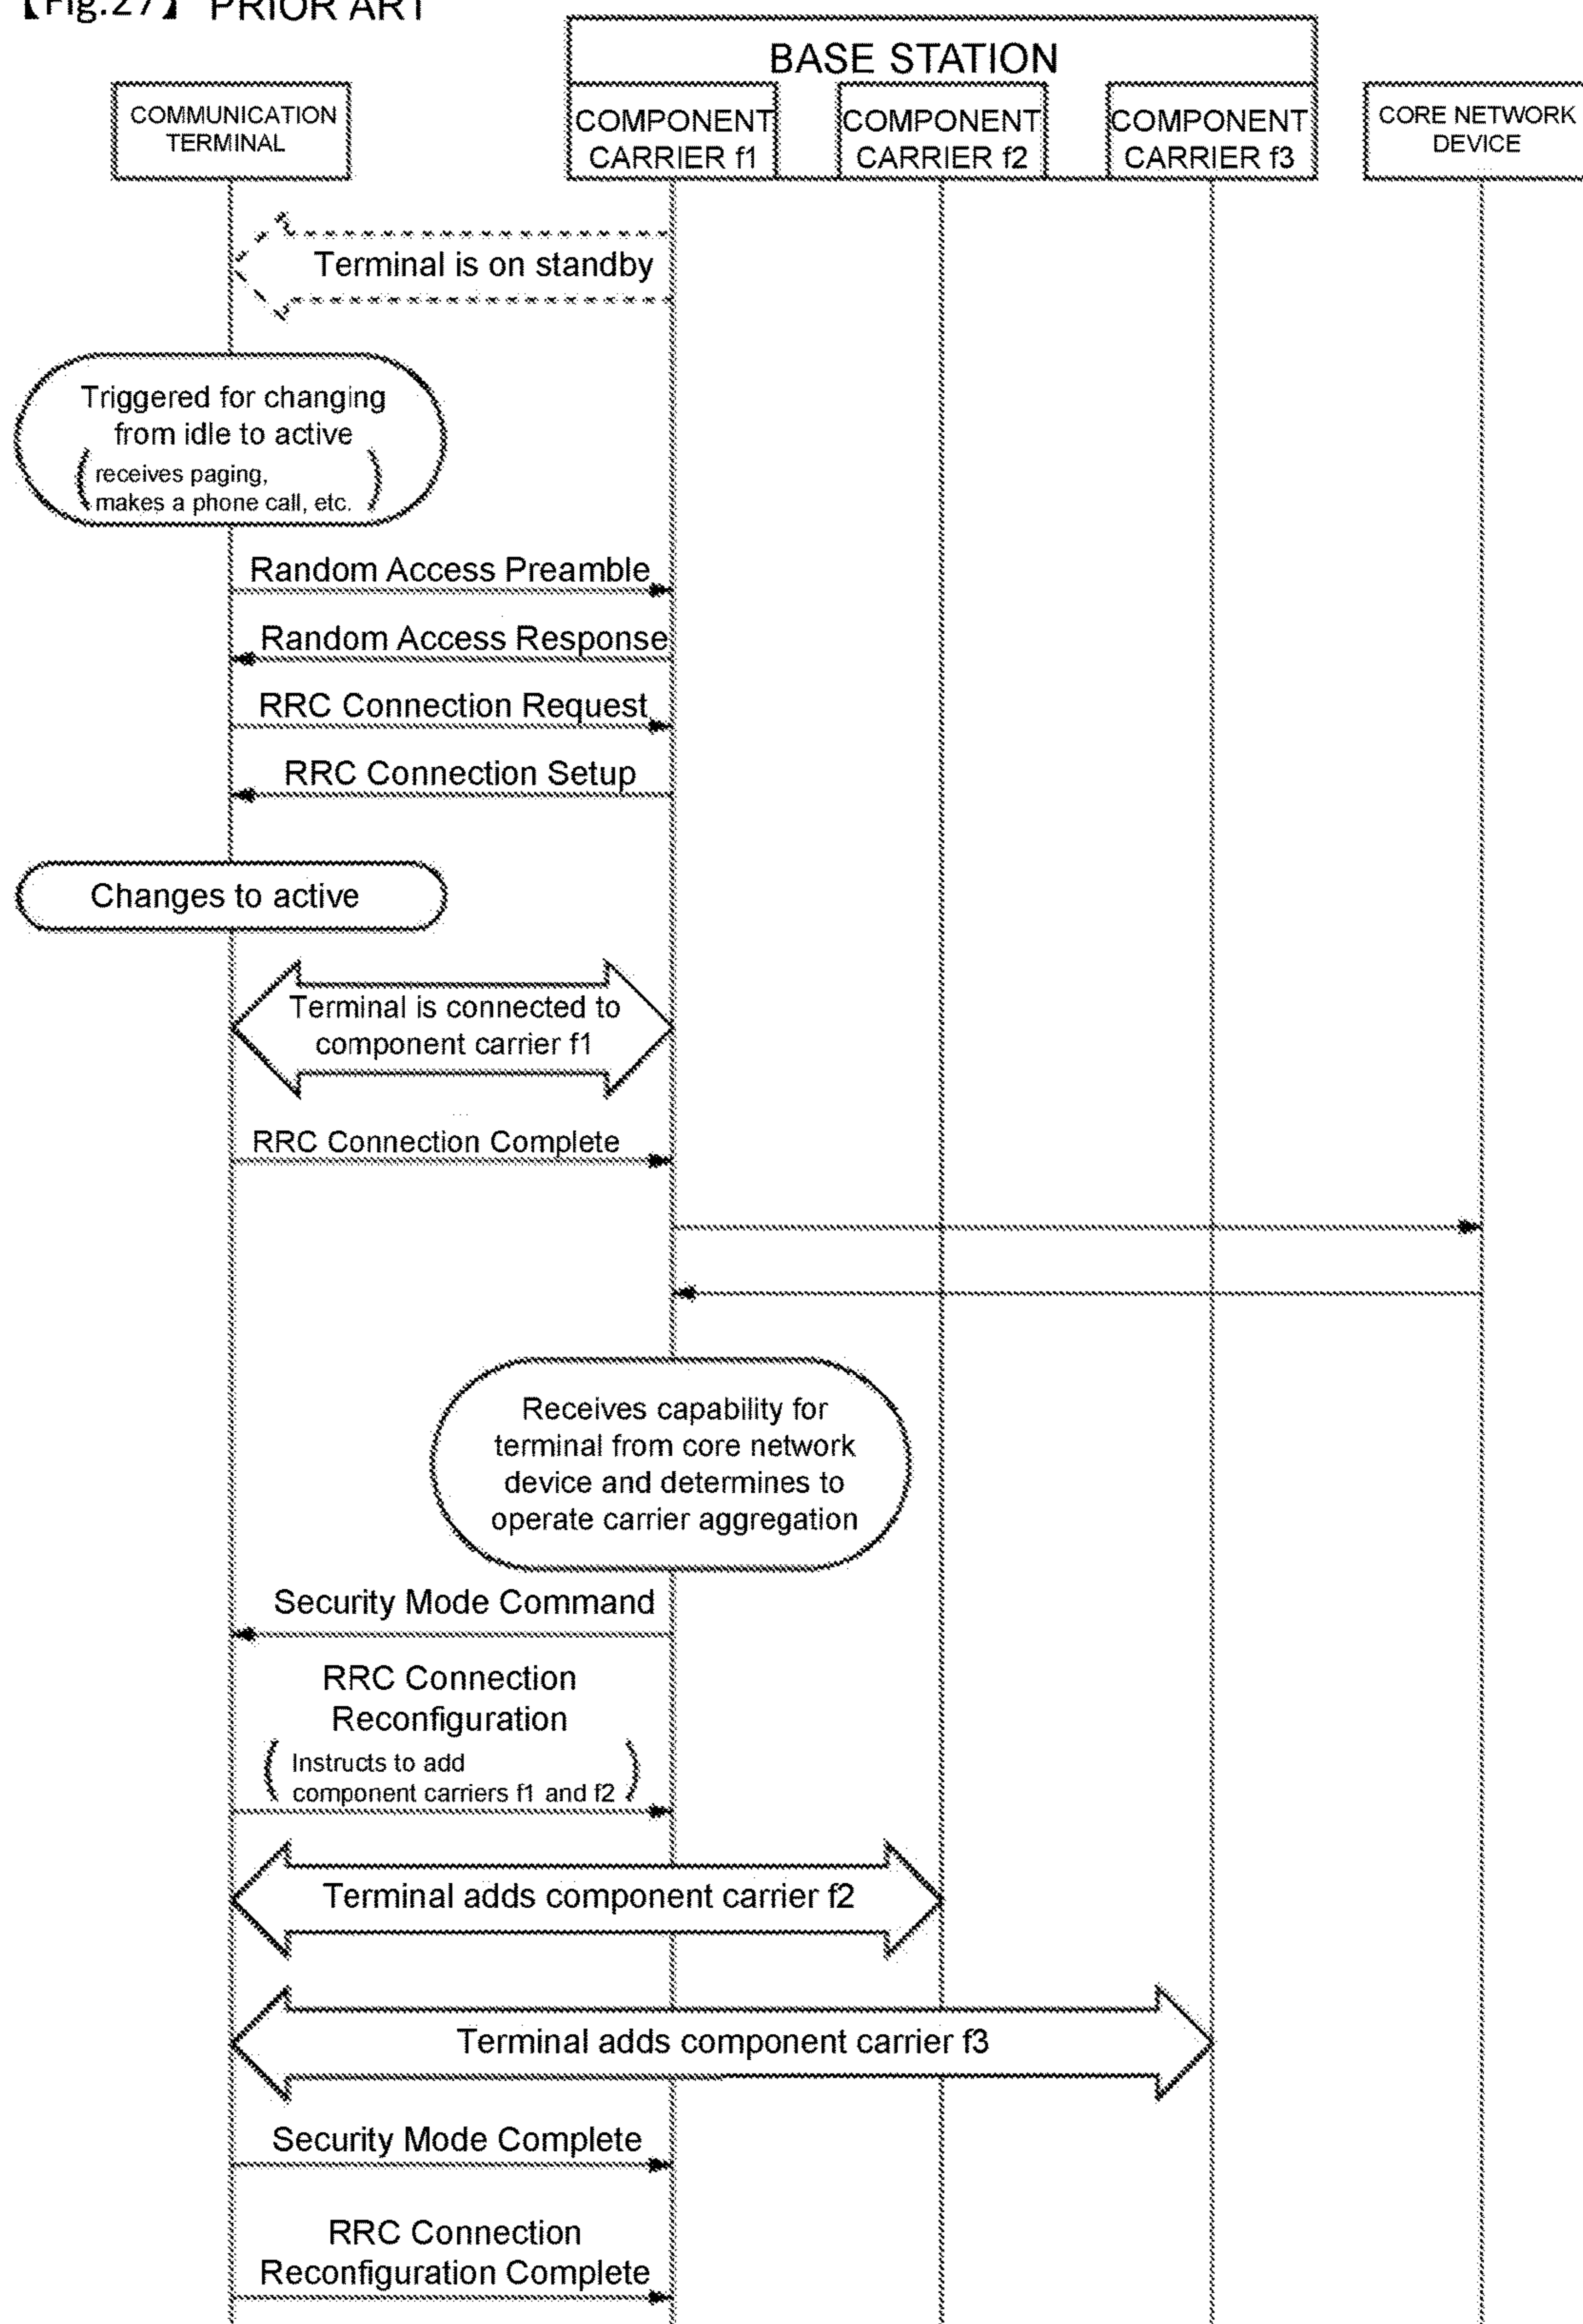 【Fig.27】 PRIOR ART
BASE STATION
COMMUNICATION
TERMINAL
COMPONENT
CARRIER f1
COMPONENT
CARRIER f2
COMPONENT
CARRIER f3
CORE NETWORK
DEVICE
Terminal is on standby
Triggered for changing
from idle to active
(receives paging,
makes a phone call, etc.)
Random Access Preamble
Random Access Response
RRC Connection Request
RRC Connection Setup
Changes to active
Terminal is connected to
component carrier f1
RRC Connection Complete
Receives capability for
terminal from core network
device and determines to
operate carrier aggregation
Security Mode Command
RRC Connection
Reconfiguration
(Instructs to add
component carriers f1 and f2)
Terminal adds component carrier f2
Terminal adds component carrier f3
Security Mode Complete
RRC Connection
Reconfiguration Complete